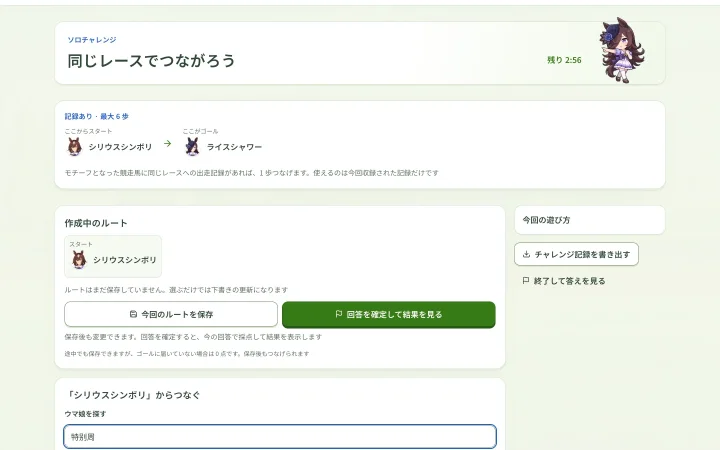 ソロチャレンジ
同じレースでつながろう
残り 2:56
記録あり · 最大 6 歩
ここからスタート
シリウスシンボリ
ここがゴール
ライスシャワー
モチーフとなった競走馬に同じレースへの出走記録があれば、1 歩つなげます。使えるのは今回収録された記録だけです
作成中のルート
スタート
シリウスシンボリ
ルートはまだ保存していません。選ぶだけでは下書きの更新になります
今回のルートを保存
回答を確定して結果を見る
保存後も変更できます。回答を確定すると、今の回答で採点して結果を表示します
途中でも保存できますが、ゴールに届いていない場合は 0 点です。保存後もつなげられます
今回の遊び方
チャレンジ記録を書き出す
終了して答えを見る
「シリウスシンボリ」からつなぐ
ウマ娘を探す
特别周